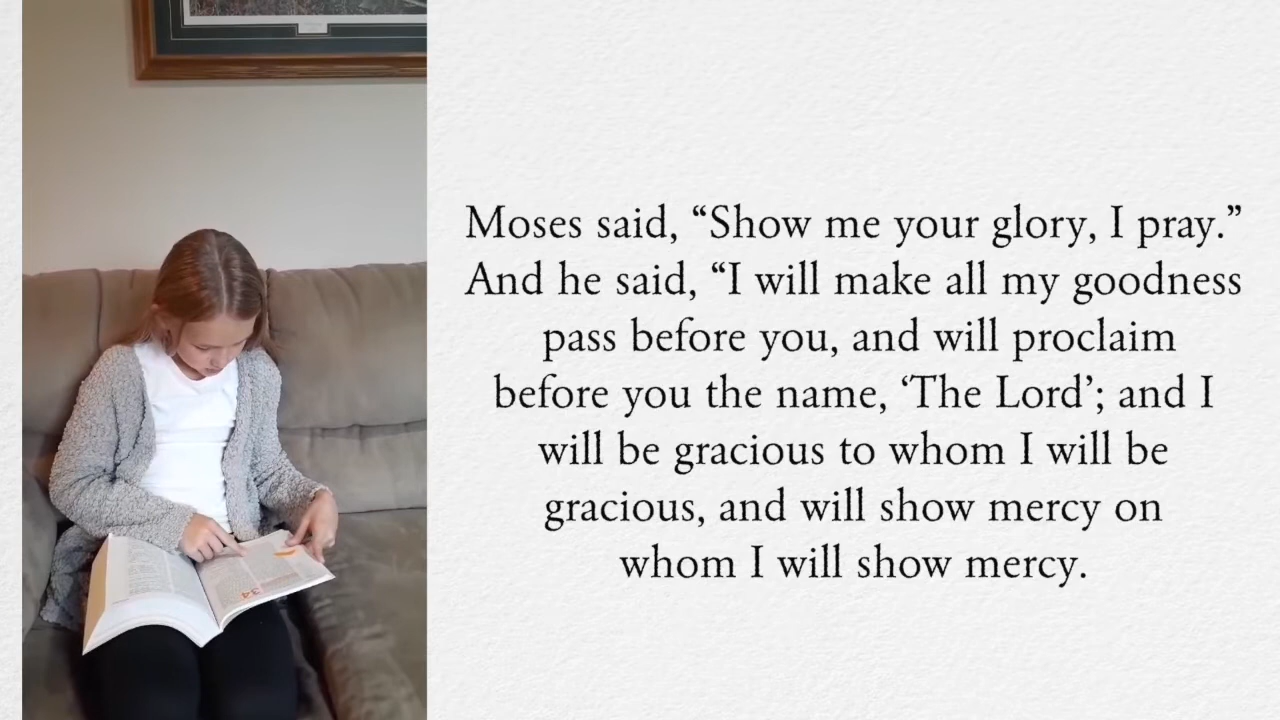 Moses said, “Show me your glory, I pray.”
And he said, “I will make all my goodness
pass before you, and will proclaim
before you the name, ‘The Lord’; and I
will be gracious to whom I will be
gracious, and will show mercy on
whom I will show mercy.
34